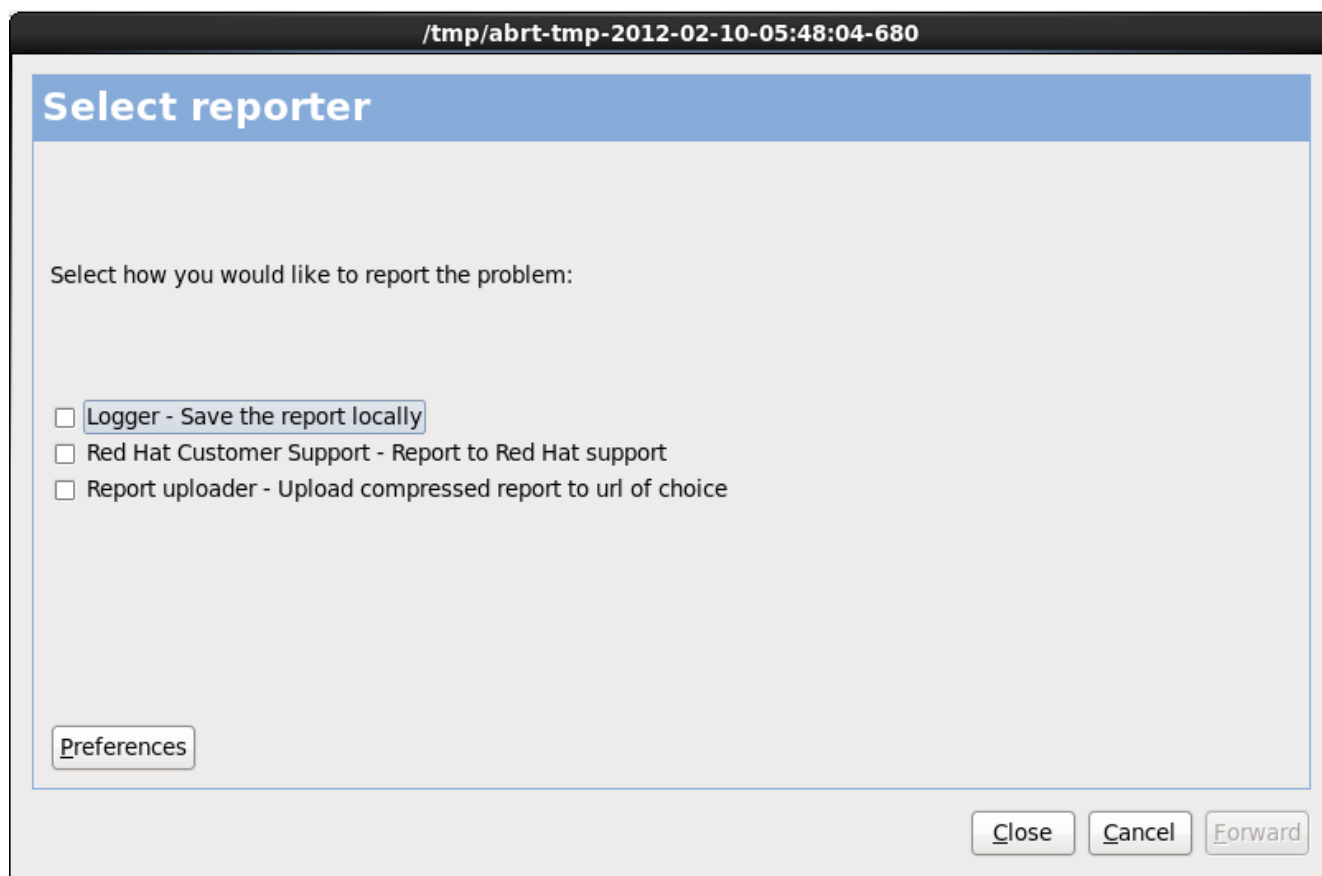 /tmp/abrt-tmp-2012-02-10-05:48:04-680
Select reporter
Select how you would like to report the problem:
Logger - Save the report locally
Red Hat Customer Support - Report to Red Hat support
Report uploader - Upload compressed report to url of choice
Preferences
Close Cancel Forward